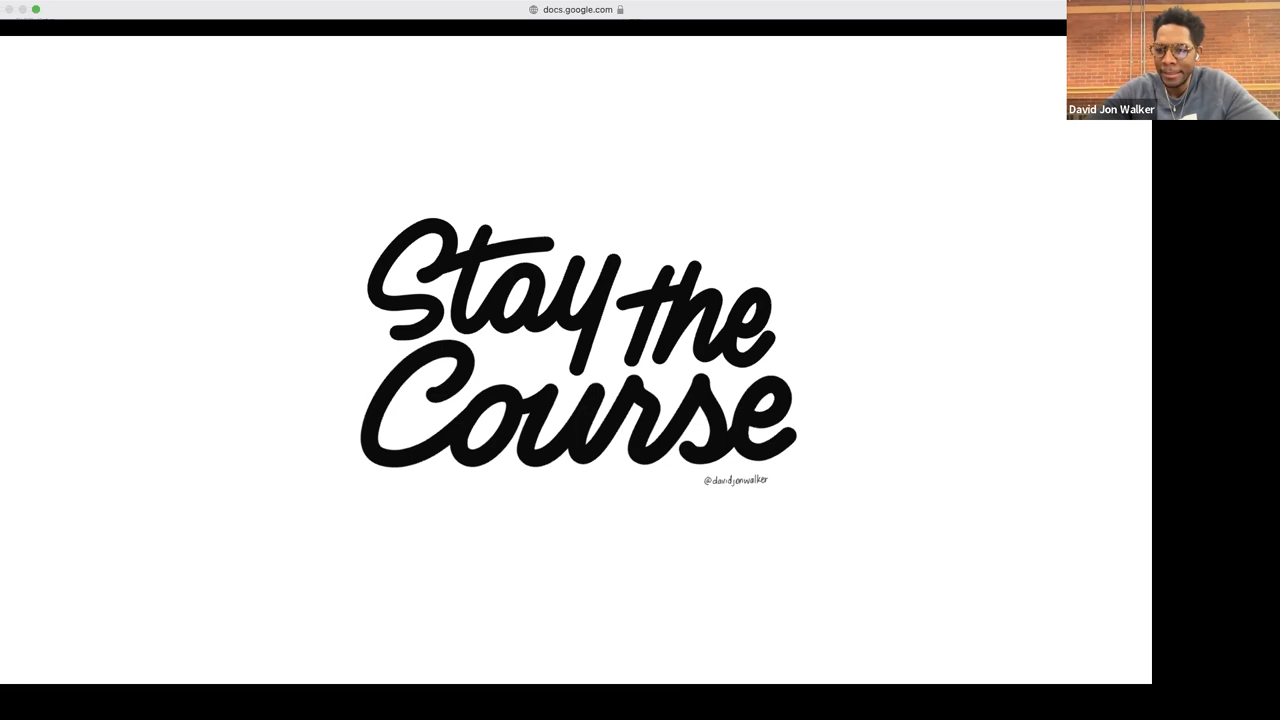 docs.google.com
David Jon Walker
Stay the
Course
@davidjonwalker